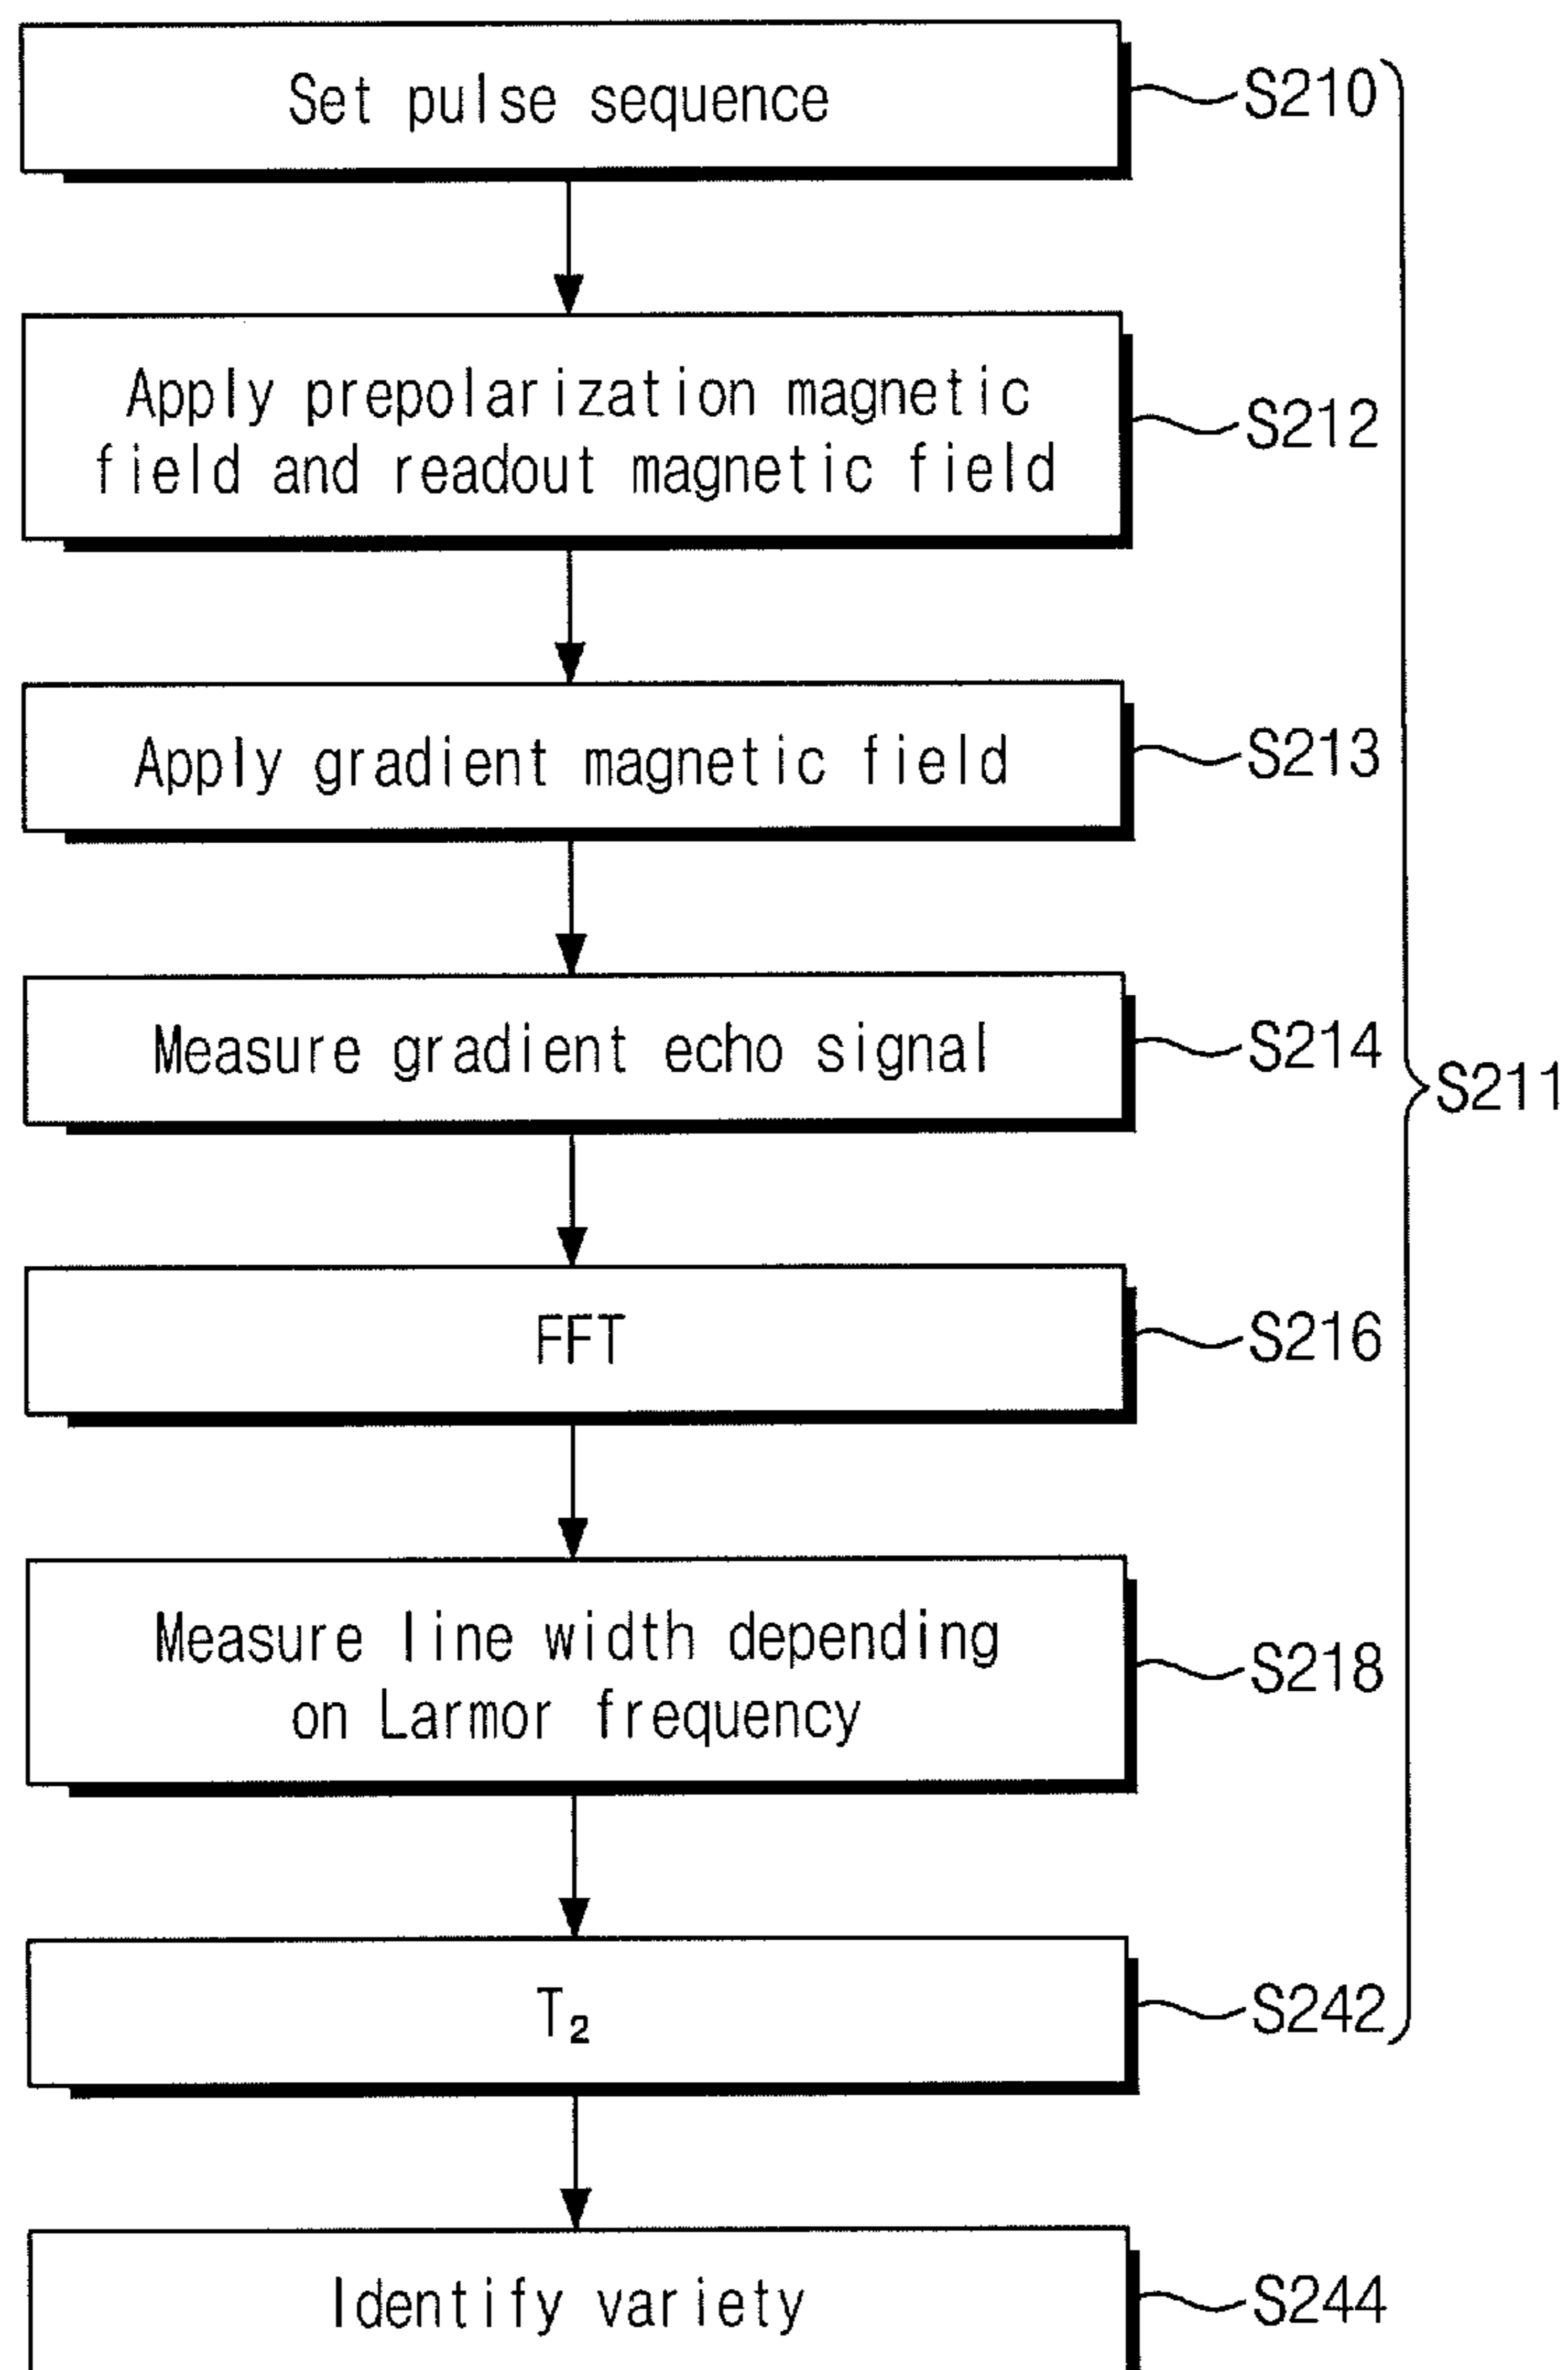 Set pulse sequence
S210
Apply prepolarization magnetic
field and readout magnetic field
S212
Apply gradient magnetic field
S213
Measure gradient echo signal
S214
S211
FFT
S216
Measure line width depending
on Larmor frequency
S218
T₂
S242
Identify variety
S244